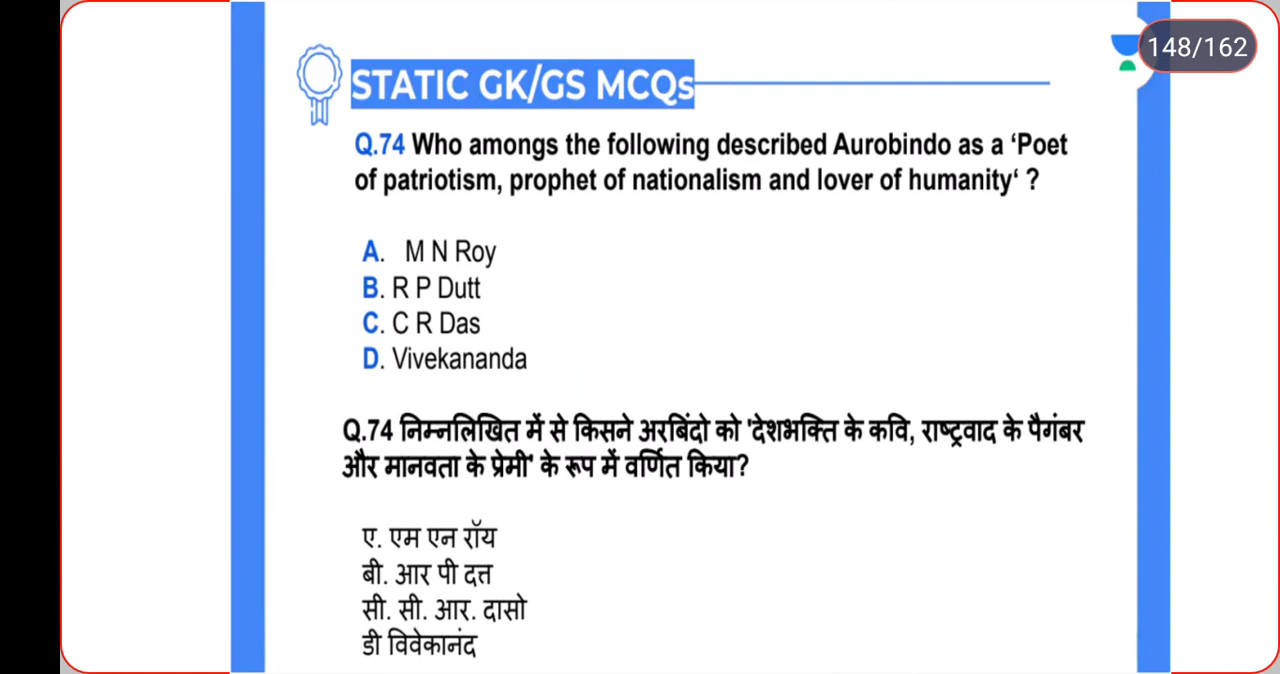 148/162
STATIC GK/GS MCQs
Q.74 Who amongs the following described Aurobindo as a ‘Poet
of patriotism, prophet of nationalism and lover of humanity‘ ?
A. M N Roy
B. R P Dutt
C. C R Das
D. Vivekananda
Q.74 निम्नलिखित में से किसने अरबिंदो को 'देशभक्ति के कवि, राष्ट्रवाद के पैगंबर
और मानवता के प्रेमी' के रूप में वर्णित किया?
ए. एम एन रॉय
बी. आर पी दत्त
सी. सी. आर. दासो
डी विवेकानंद